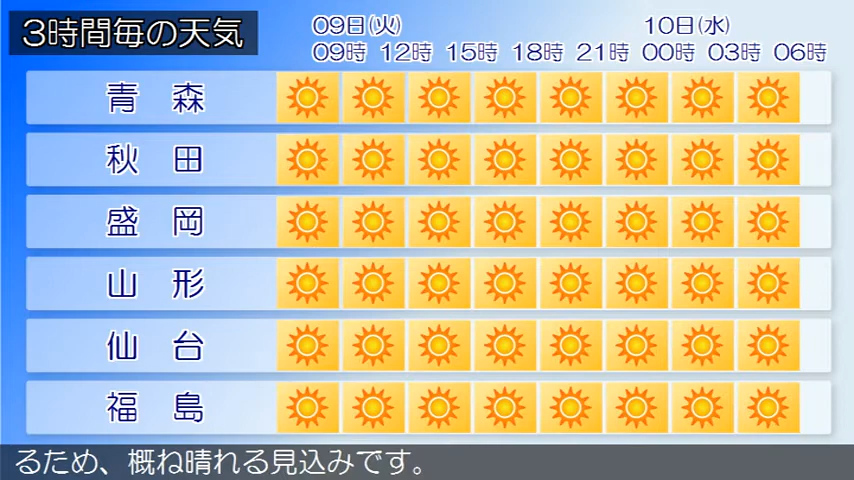 3時間毎の天気
09日(火) 10日(水)
09時 12時 15時 18時 21時 00時 03時 06時
青森
秋田
盛岡
山形
仙台
福島
るため、概ね晴れる見込みです。